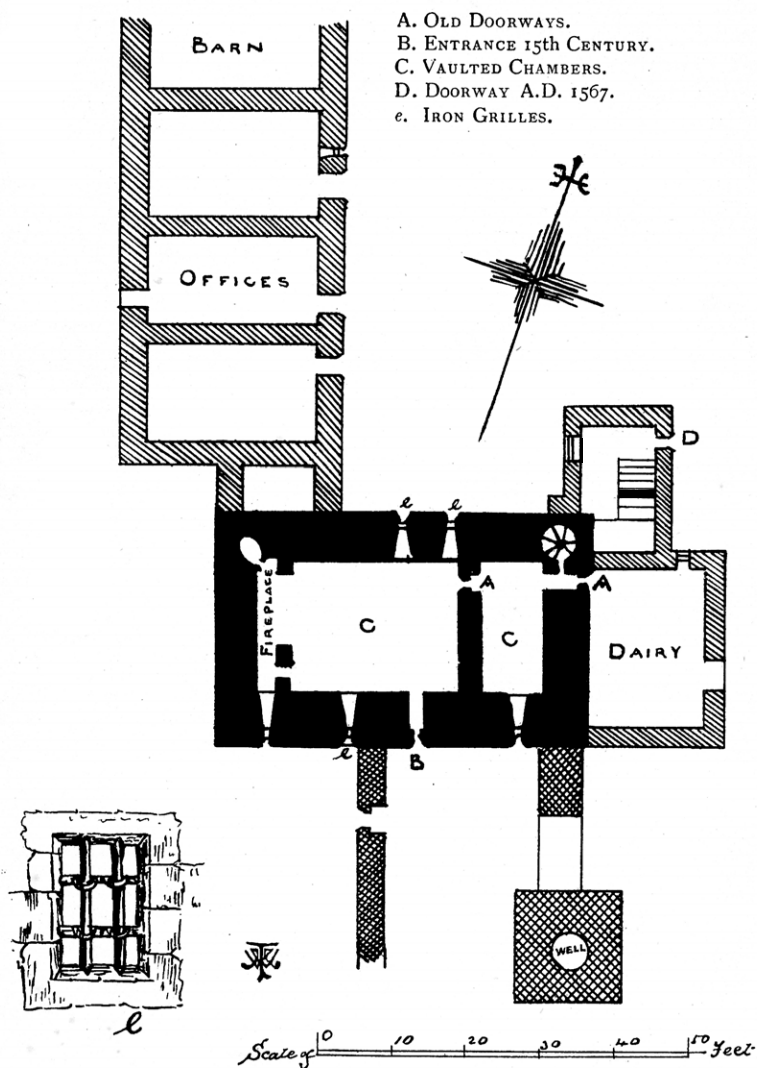 A. OLD DOORWAYS.
B. ENTRANCE 15th CENTURY.
C. VAULTED CHAMBERS.
D. DOORWAY A.D. 1567.
e. IRON GRILLES.
BARN
OFFICES
D
e e
A A
FIREPLACE
C
C
DAIRY
e
B
WELL
e
Scale of 0 10 20 30 40 50 Feet